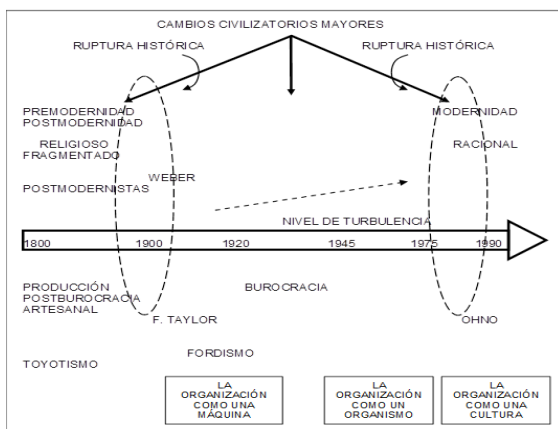 CAMBIOS CIVILIZATORIOS MAYORES
RUPTURA HISTÓRICA
RUPTURA HISTÓRICA
PREMODERNIDAD
POSTMODERNIDAD
MODERNIDAD
RELIGIOSO
FRAGMENTADO
RACIONAL
WEBER
POSTMODERNISTAS
NIVEL DE TURBULENCIA
1800 1900 1920 1945 1975 1990
PRODUCCIÓN
POSTBUROCRACIA
ARTESANAL
BUROCRACIA
F. TAYLOR
OHNO
FORDISMO
TOYOTISMO
LA
ORGANIZACIÓN
COMO UNA
MÁQUINA
LA
ORGANIZACIÓN
COMO UN
ORGANISMO
LA
ORGANIZACIÓN
COMO UNA
CULTURA